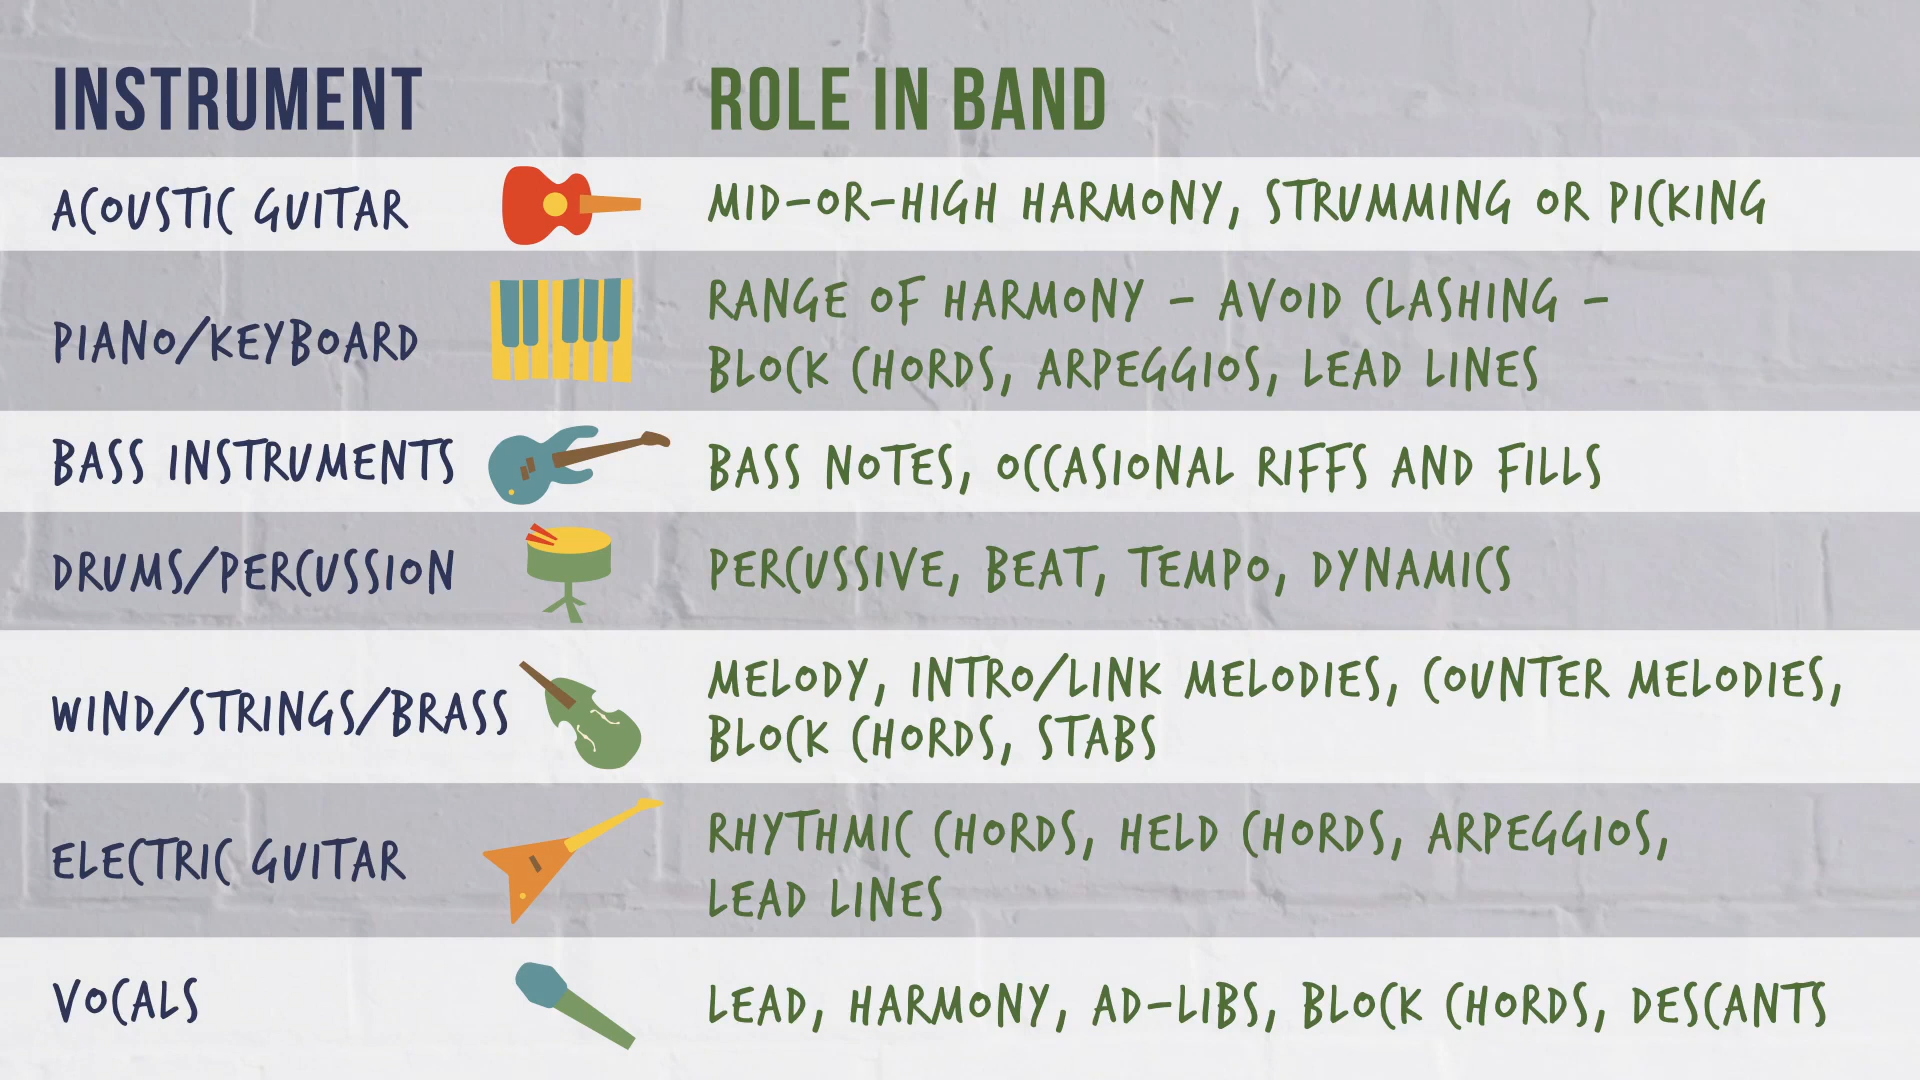 INSTRUMENT
ROLE IN BAND
ACOUSTIC GUITAR
MID-OR-HIGH HARMONY, STRUMMING OR PICKING
PIANO/KEYBOARD
RANGE OF HARMONY - AVOID CLASHING -
BLOCK CHORDS, ARPEGGIOS, LEAD LINES
BASS INSTRUMENTS
BASS NOTES, OCCASIONAL RIFFS AND FILLS
DRUMS/PERCUSSION
PERCUSSIVE, BEAT, TEMPO, DYNAMICS
WIND/STRINGS/BRASS
MELODY, INTRO/LINK MELODIES, COUNTER MELODIES,
BLOCK CHORDS, STABS
ELECTRIC GUITAR
RHYTHMIC CHORDS, HELD CHORDS, ARPEGGIOS,
LEAD LINES
VOCALS
LEAD, HARMONY, AD-LIBS, BLOCK CHORDS, DESCANTS